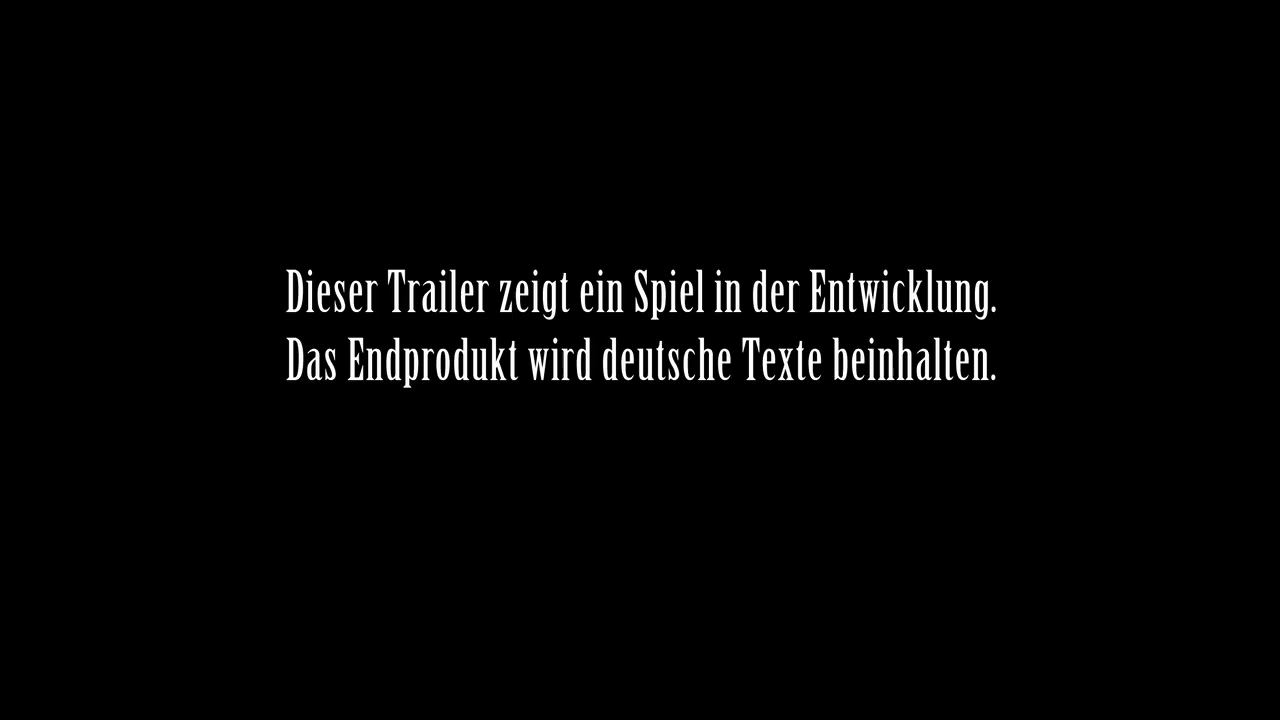 Dieser Trailer zeigt ein Spiel in der Entwicklung.
Das Endprodukt wird deutsche Texte beinhalten.